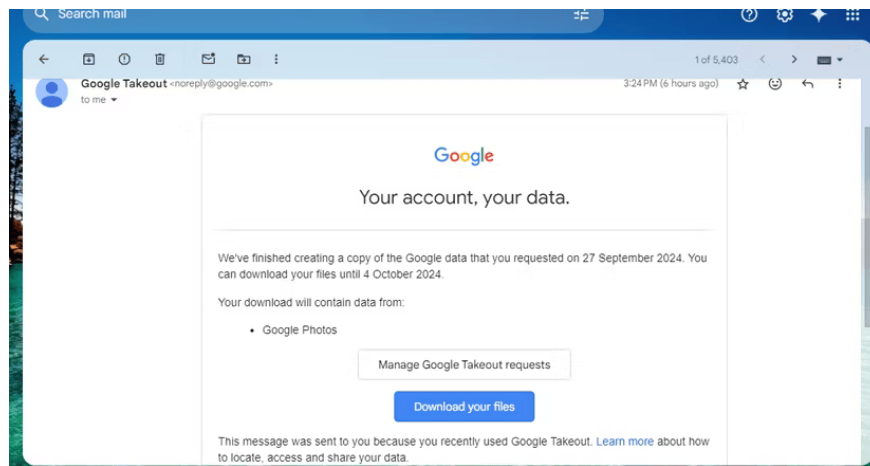 Search mail
1 of 5,403
Google Takeout <noreply@google.com>
3:24 PM (6 hours ago)
to me
Google
Your account, your data.
We've finished creating a copy of the Google data that you requested on 27 September 2024. You
can download your files until 4 October 2024.
Your download will contain data from:
• Google Photos
Manage Google Takeout requests
Download your files
This message was sent to you because you recently used Google Takeout. Learn more about how
to locate, access and share your data.